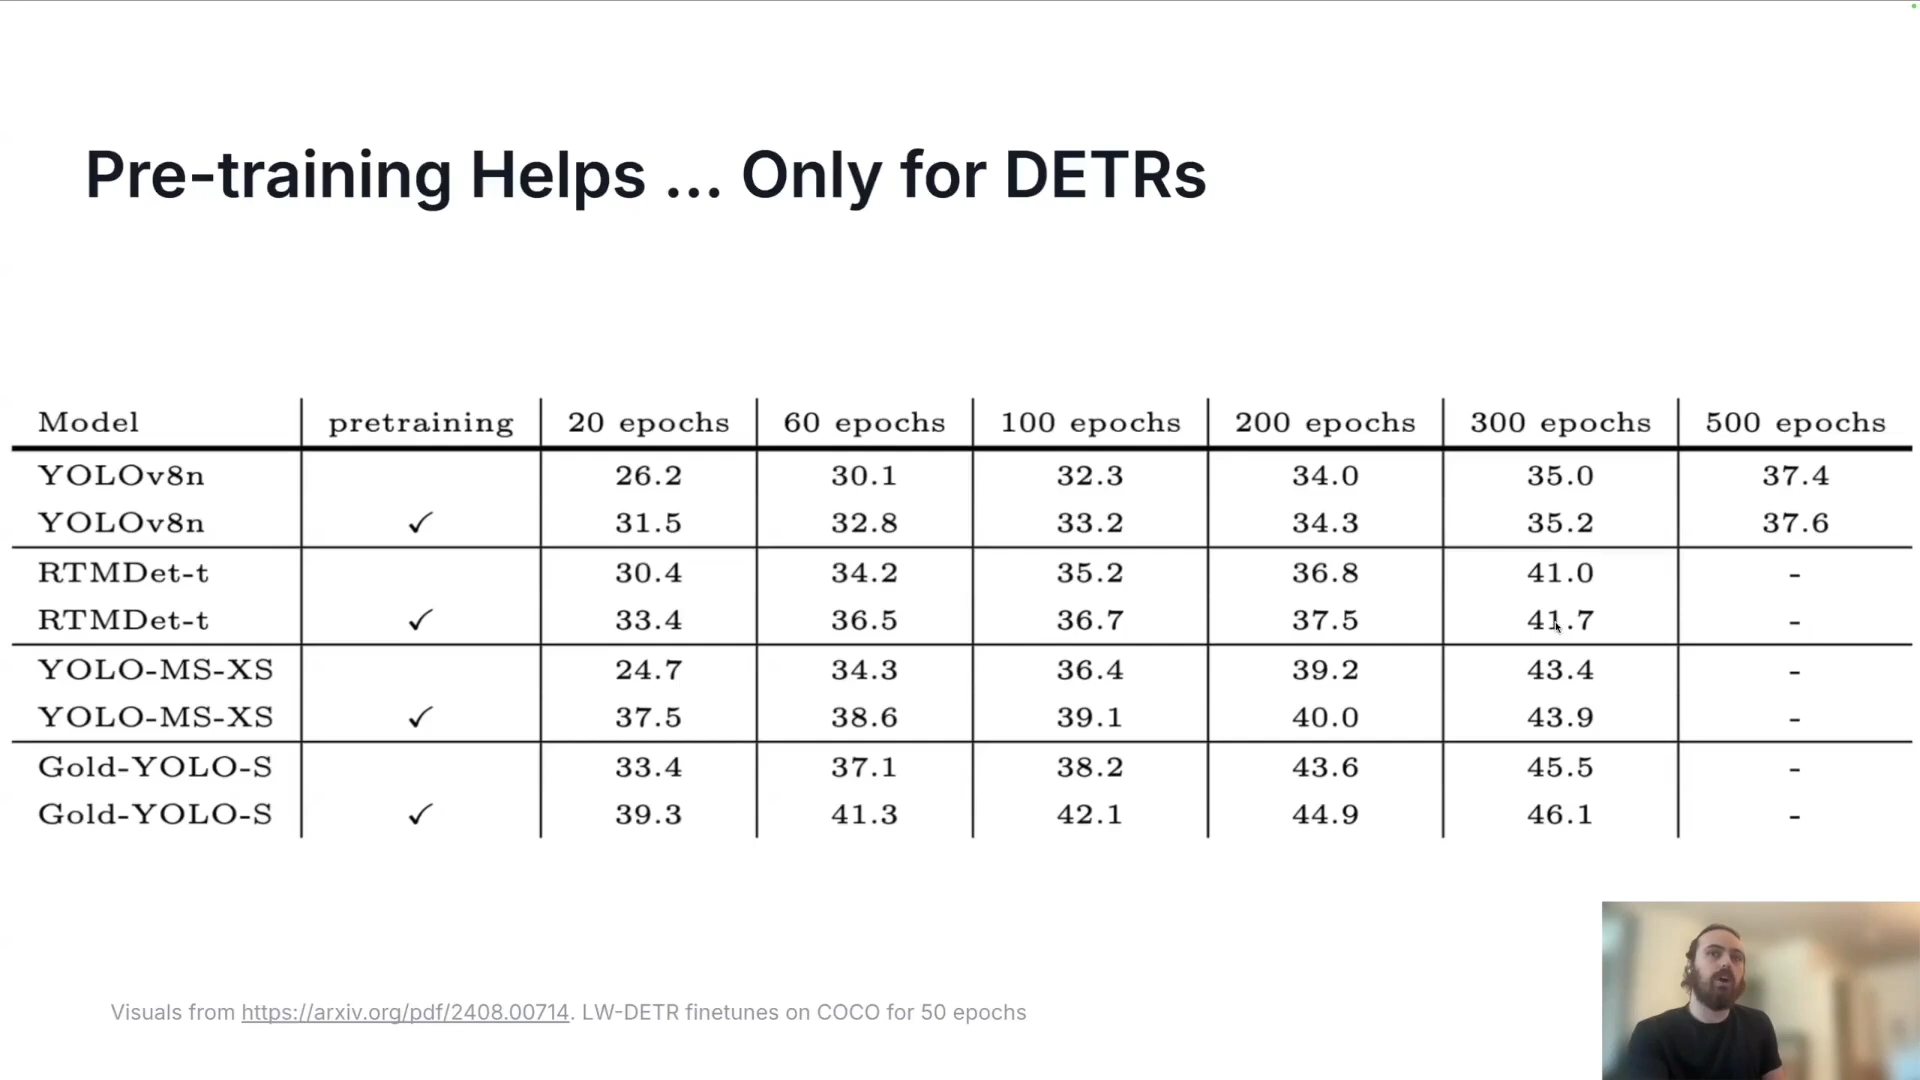 Pre-training Helps ... Only for DETRs
Model pretraining 20 epochs 60 epochs 100 epochs 200 epochs 300 epochs 500 epochs
YOLOv8n 26.2 30.1 32.3 34.0 35.0 37.4
YOLOv8n ✓ 31.5 32.8 33.2 34.3 35.2 37.6
RTMDet-t 30.4 34.2 35.2 36.8 41.0 -
RTMDet-t ✓ 33.4 36.5 36.7 37.5 41.7 -
YOLO-MS-XS 24.7 34.3 36.4 39.2 43.4 -
YOLO-MS-XS ✓ 37.5 38.6 39.1 40.0 43.9 -
Gold-YOLO-S 33.4 37.1 38.2 43.6 45.5 -
Gold-YOLO-S ✓ 39.3 41.3 42.1 44.9 46.1 -
Visuals from https://arxiv.org/pdf/2408.00714. LW-DETR finetunes on COCO for 50 epochs